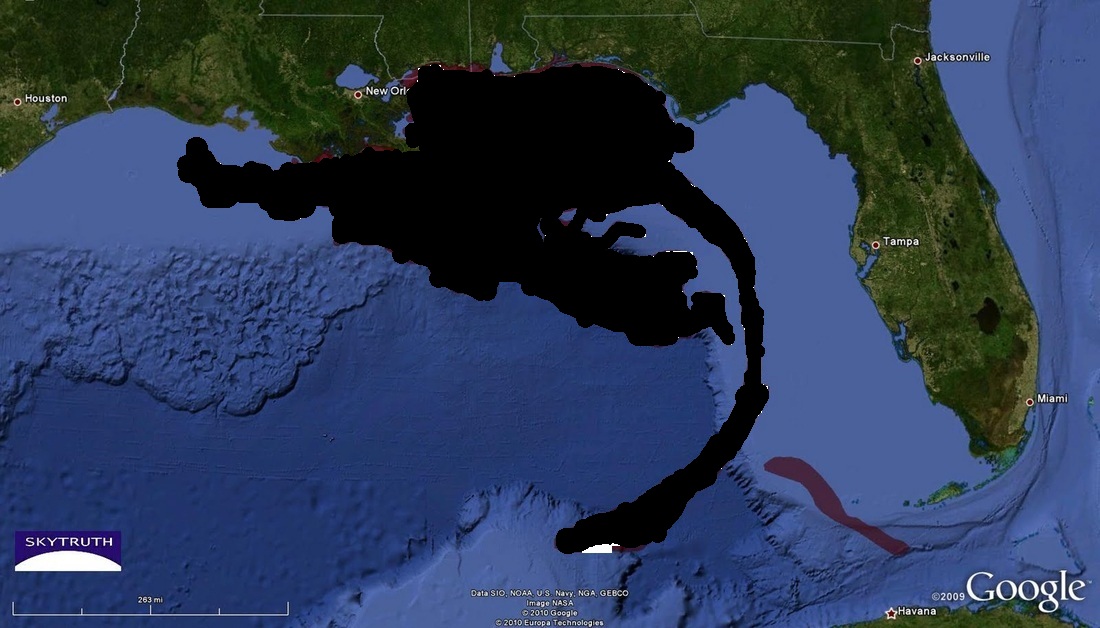 Jacksonville
New Orl
Houston
Tampa
Miami
SKYTRUTH
263 mi
Data SIO, NOAA, U.S. Navy, NGA, GEBCO
Image NASA
© 2010 Google
© 2010 Europa Technologies
©2009 Google
Havana